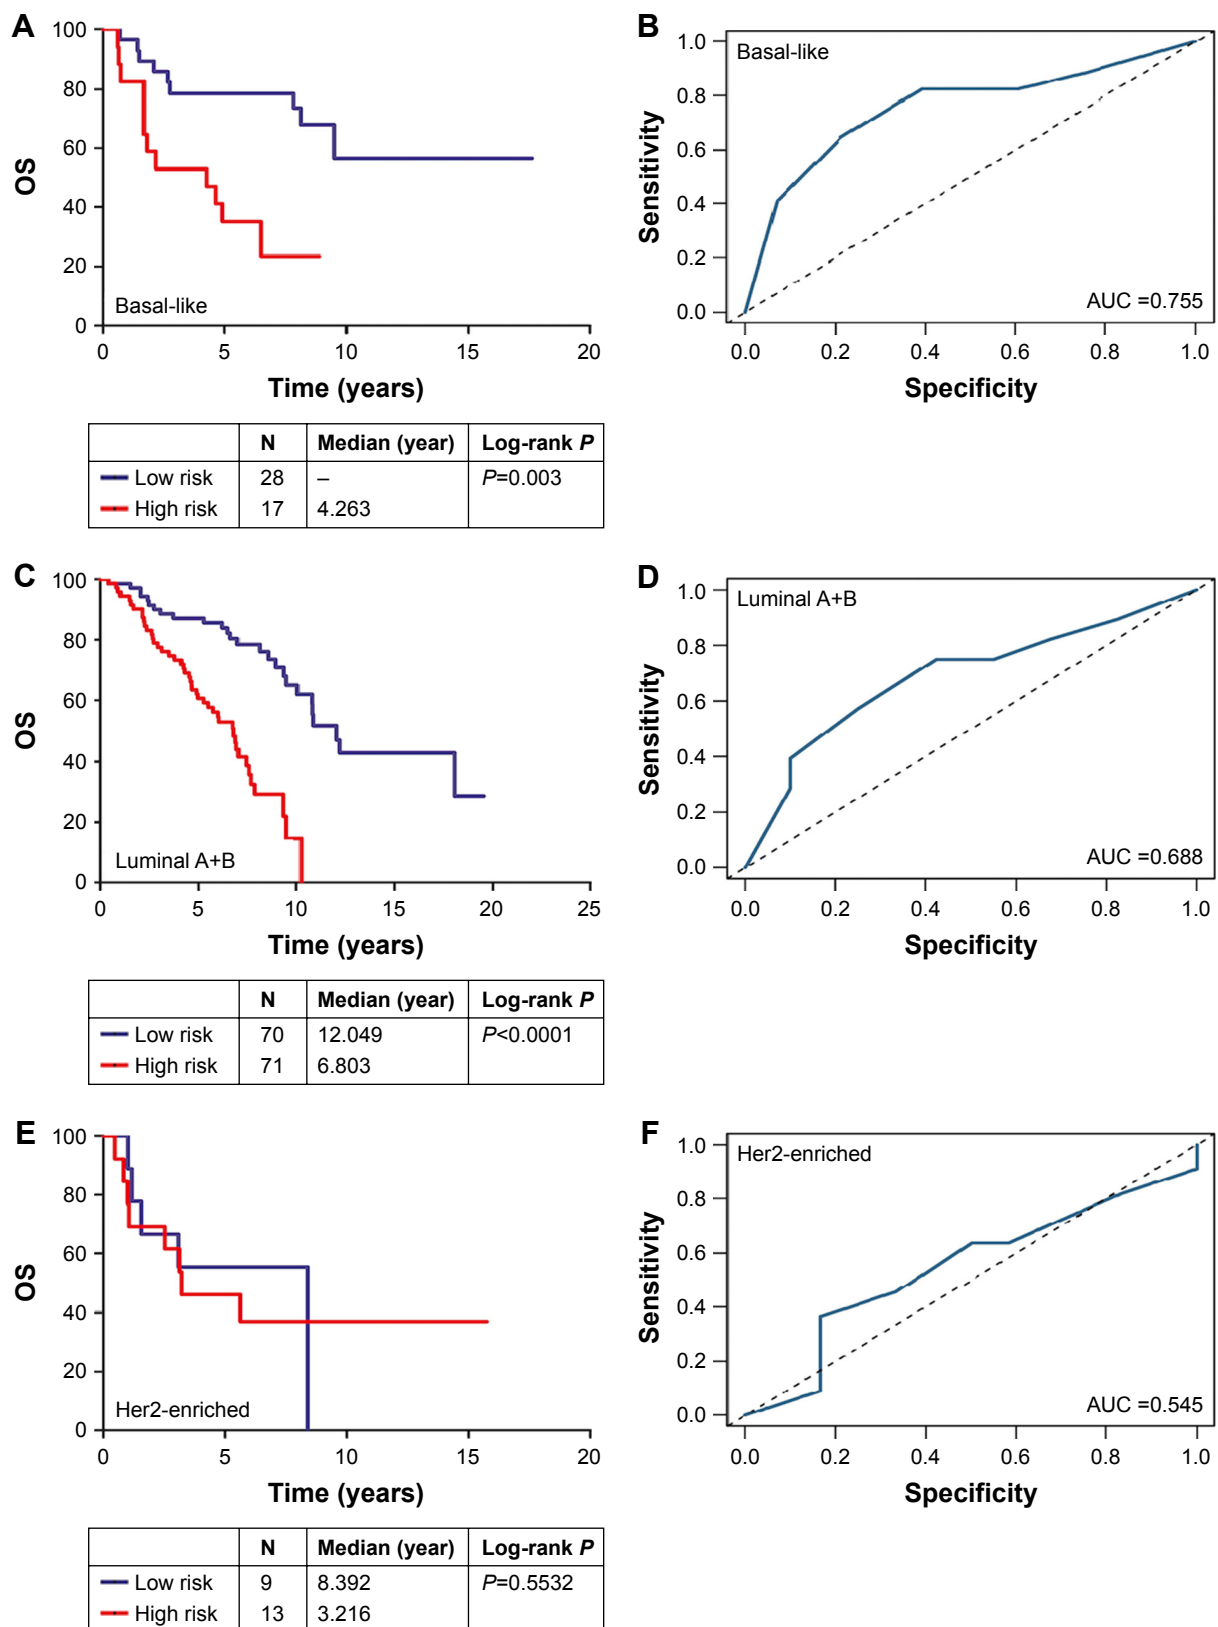 A
100
80
60
40
20
0
OS
Basal-like
0 5 10 15 20
Time (years)
N Median (year) Log-rank P
Low risk 28 – P=0.003
High risk 17 4.263
B
1.0
0.8
0.6
0.4
0.2
0.0
Sensitivity
Basal-like
AUC =0.755
0.0 0.2 0.4 0.6 0.8 1.0
Specificity
C
100
80
60
40
20
0
OS
Luminal A+B
0 5 10 15 20 25
Time (years)
N Median (year) Log-rank P
Low risk 70 12.049 P<0.0001
High risk 71 6.803
D
1.0
0.8
0.6
0.4
0.2
0.0
Sensitivity
Luminal A+B
AUC =0.688
0.0 0.2 0.4 0.6 0.8 1.0
Specificity
E
100
80
60
40
20
0
OS
Her2-enriched
0 5 10 15 20
Time (years)
N Median (year) Log-rank P
Low risk 9 8.392 P=0.5532
High risk 13 3.216
F
1.0
0.8
0.6
0.4
0.2
0.0
Sensitivity
Her2-enriched
AUC =0.545
0.0 0.2 0.4 0.6 0.8 1.0
Specificity